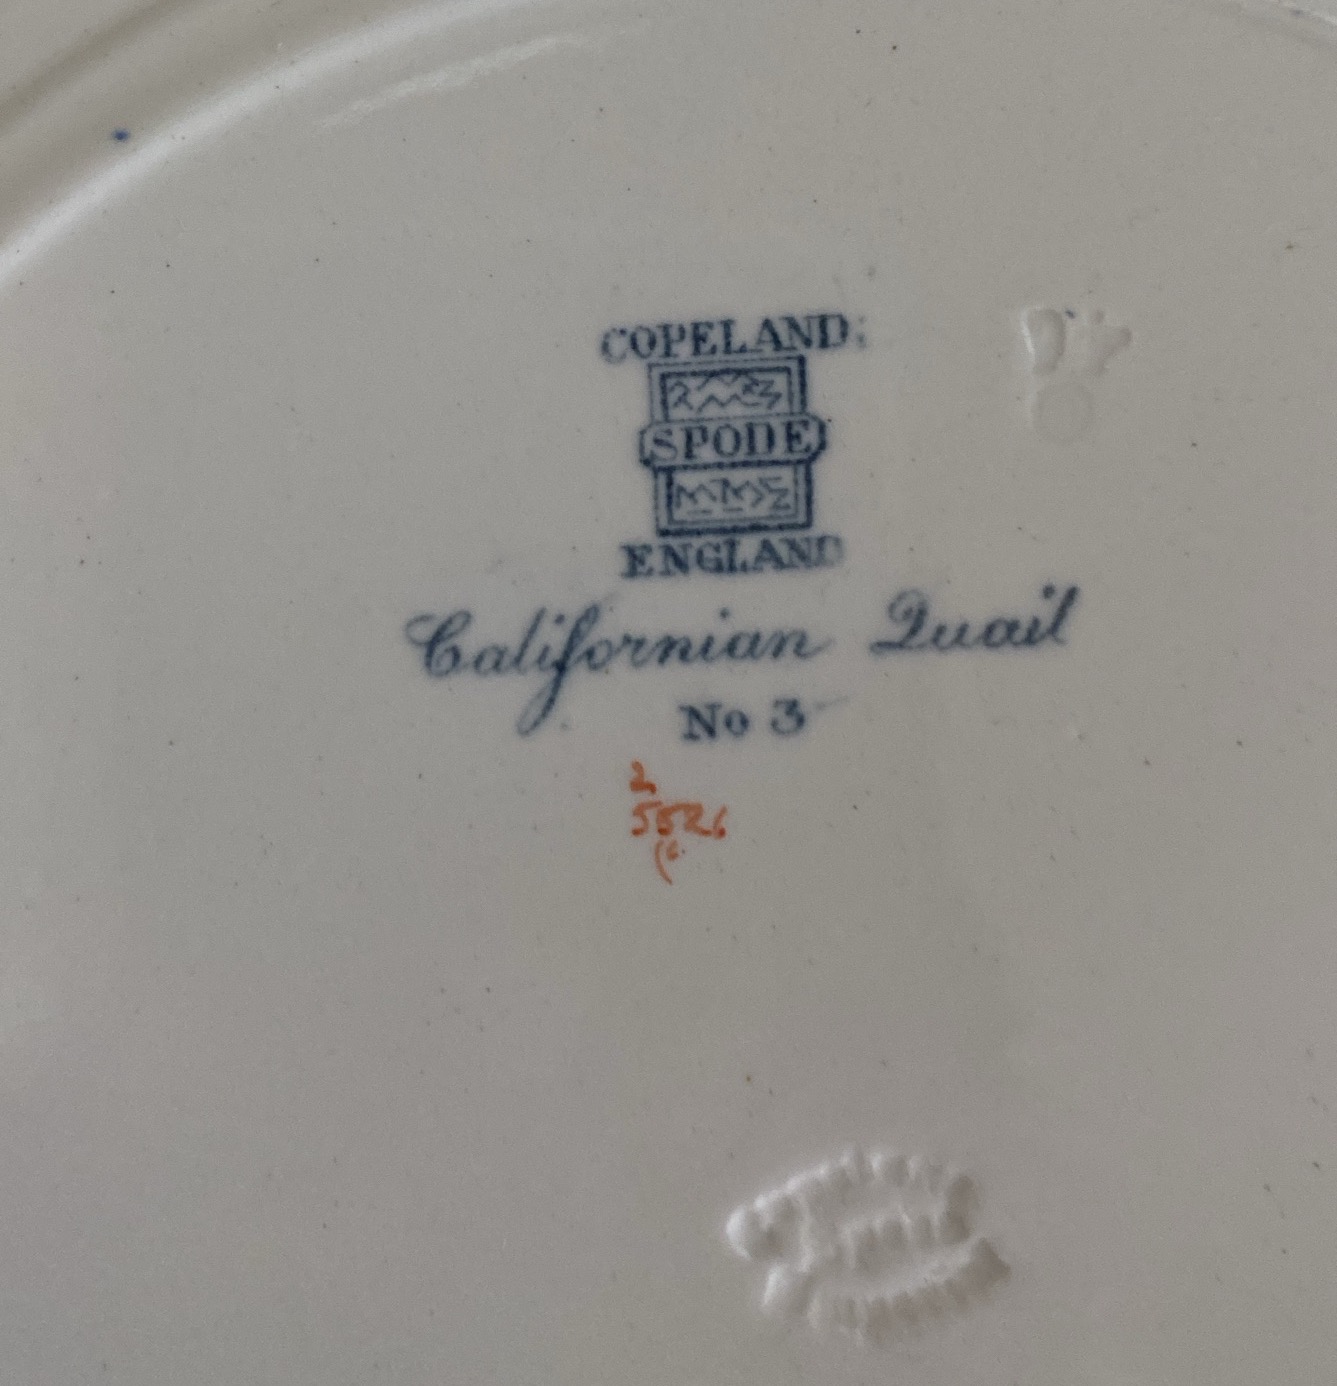 COPELAND
SPODE
ENGLAND
Californian Quail
No 3
2
5526